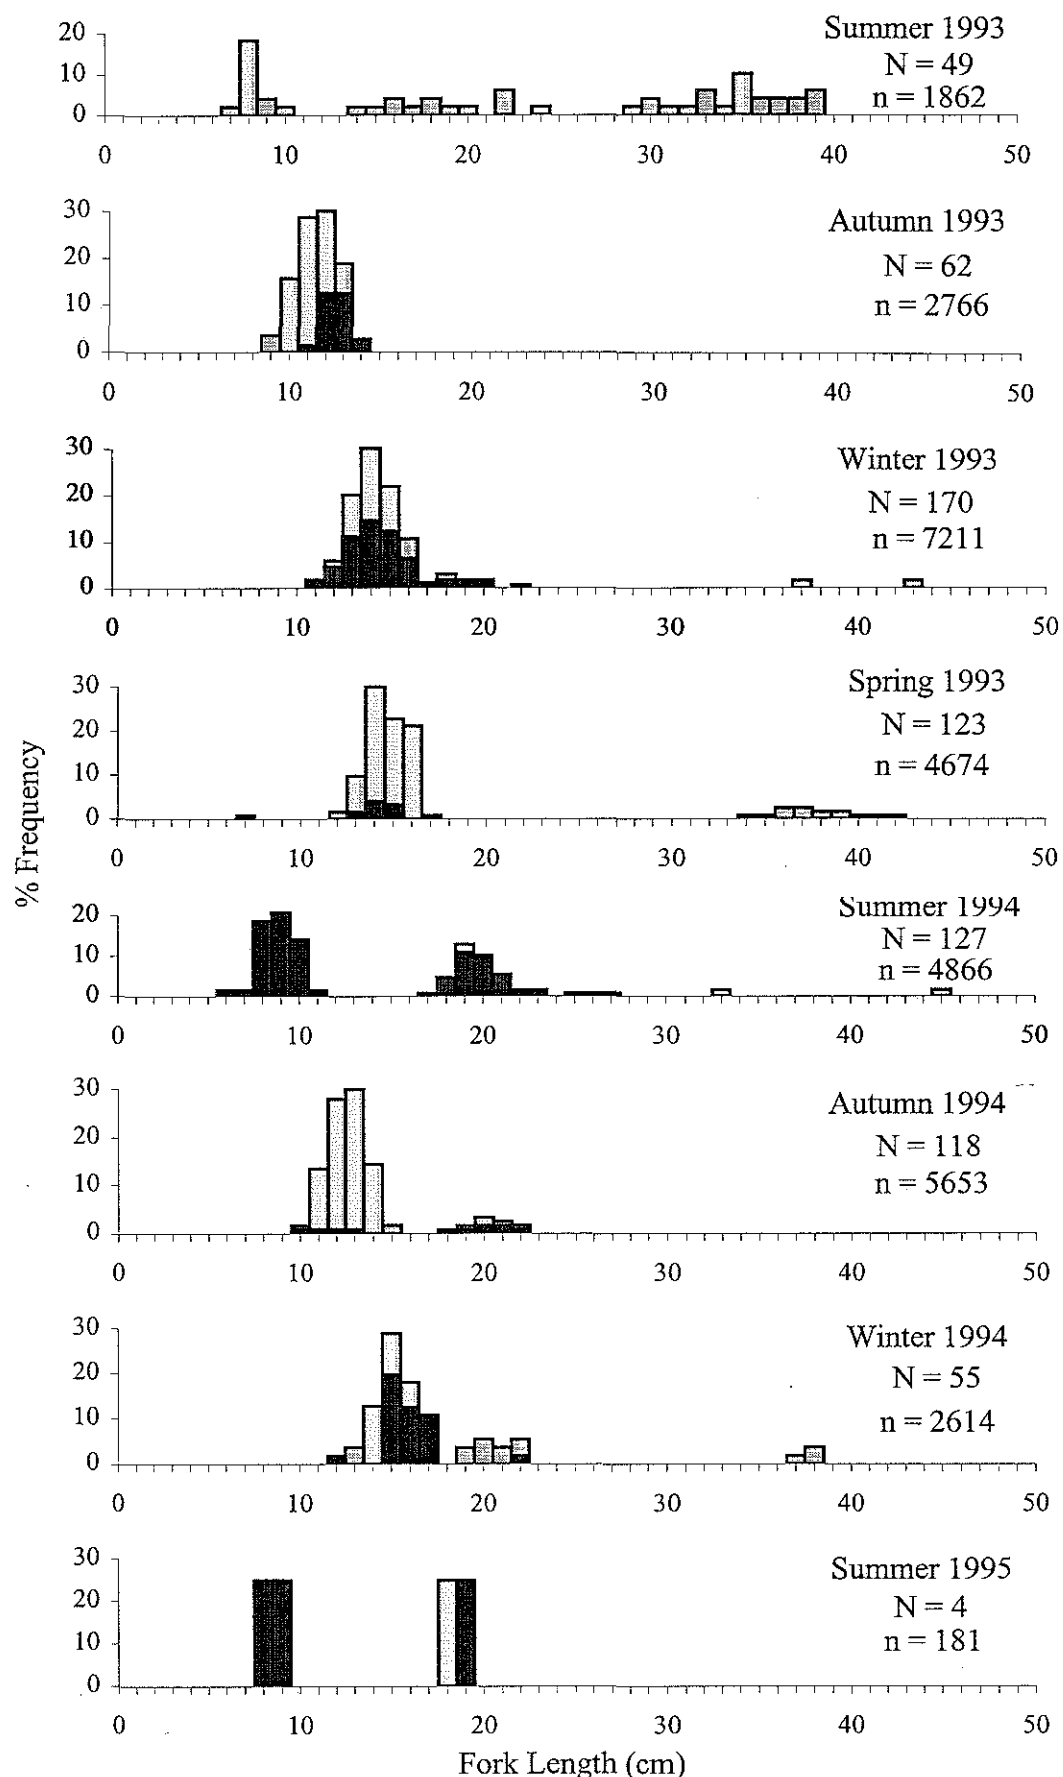 Summer 1993
N = 49
n = 1862
20
10
0
0 10 20 30 40 50
Autumn 1993
N = 62
n = 2766
30
20
10
0
0 10 20 30 40 50
Winter 1993
N = 170
n = 7211
30
20
10
0
0 10 20 30 40 50
Spring 1993
N = 123
n = 4674
30
20
10
0
0 10 20 30 40 50
% Frequency
Summer 1994
N = 127
n = 4866
20
10
0
0 10 20 30 40 50
Autumn 1994
N = 118
n = 5653
30
20
10
0
0 10 20 30 40 50
Winter 1994
N = 55
n = 2614
30
20
10
0
0 10 20 30 40 50
Summer 1995
N = 4
n = 181
30
20
10
0
0 10 20 30 40 50
Fork Length (cm)